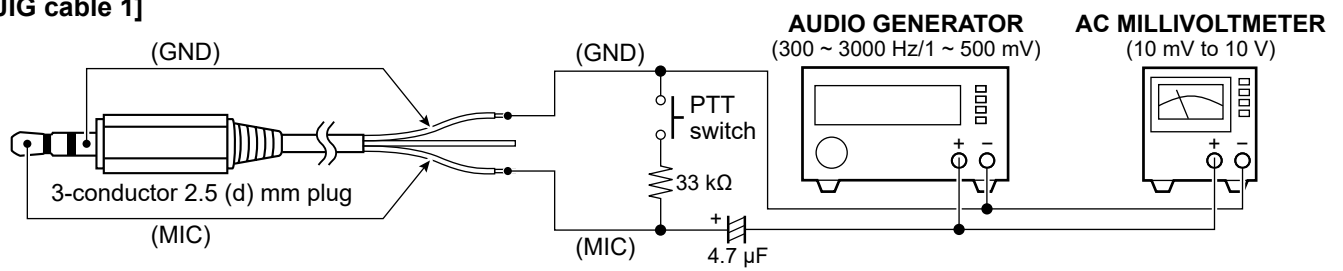 JIG cable 1]
AUDIO GENERATOR
(300 ~ 3000 Hz/1 ~ 500 mV)
AC MILLIVOLTMETER
(10 mV to 10 V)
(GND)
(GND)
PTT
switch
+ −
+ −
33 kΩ
3-conductor 2.5 (d) mm plug
(MIC)
(MIC)
+
4.7 µF